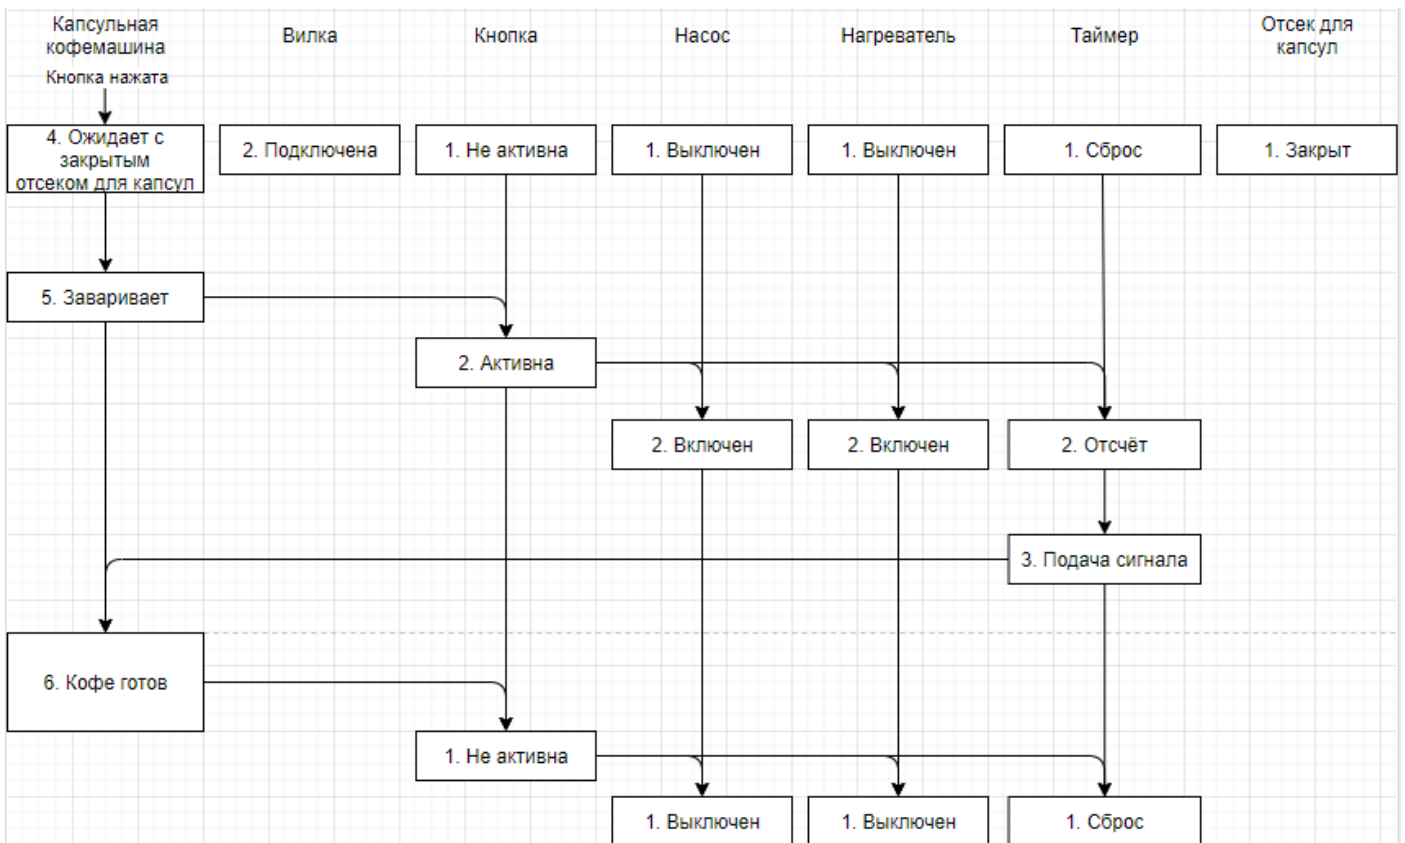 Капсульная
кофемашина
Вилка
Кнопка
Насос
Нагреватель
Таймер
Отсек для
капсул
Кнопка нажата
4. Ожидает с
закрытым
отсеком для капсул
2. Подключена
1. Не активна
1. Выключен
1. Выключен
1. Сброс
1. Закрыт
5. Заваривает
2. Активна
2. Включен
2. Включен
2. Отсчёт
3. Подача сигнала
6. Кофе готов
1. Не активна
1. Выключен
1. Выключен
1. Сброс